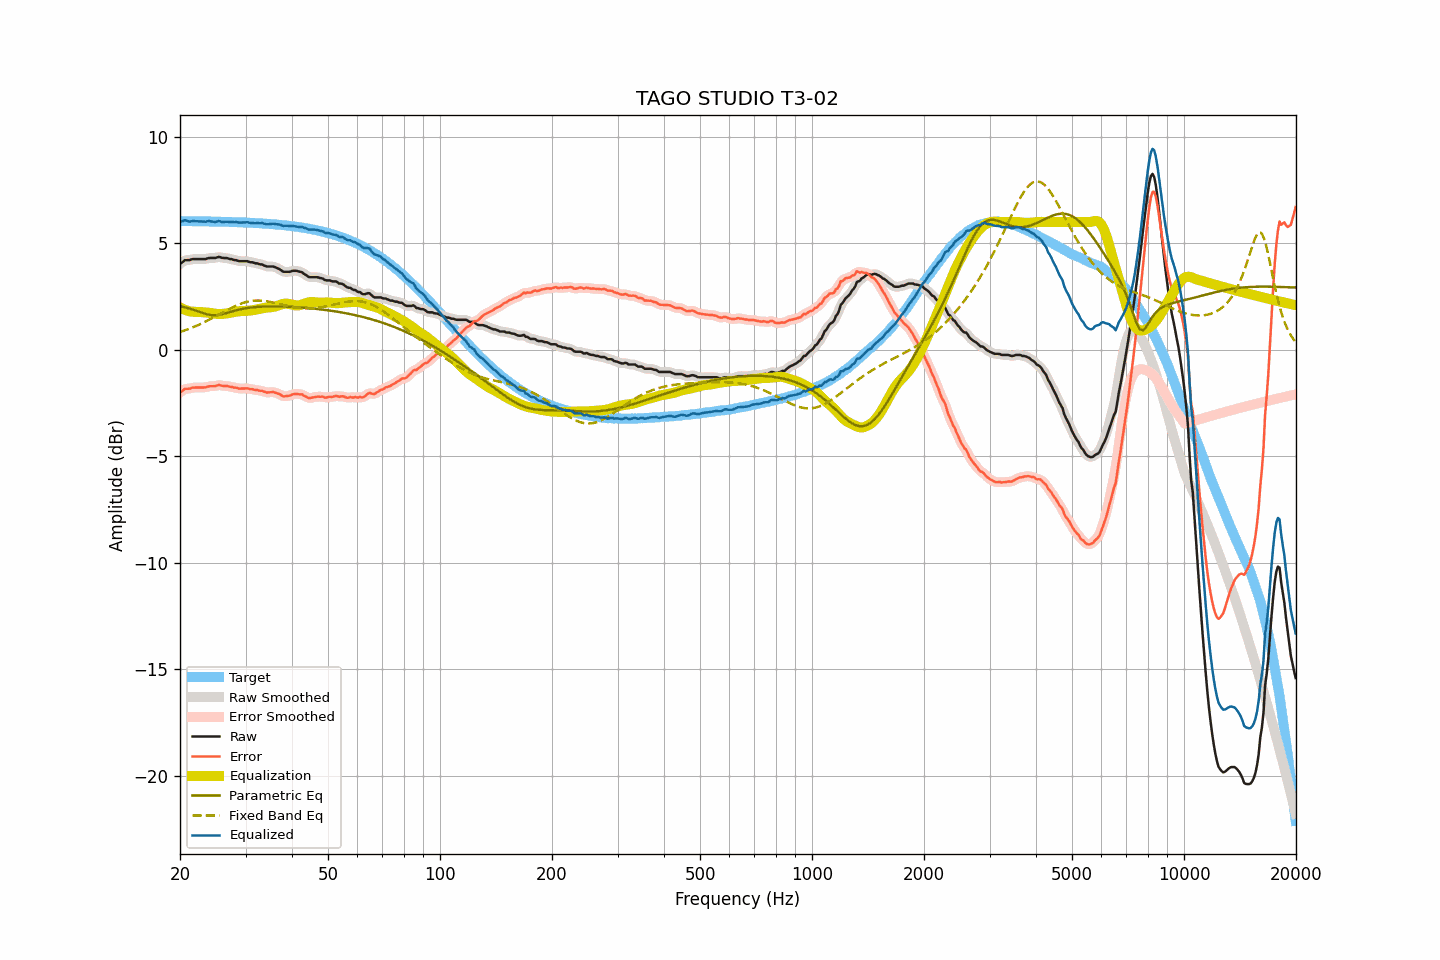 TAGO STUDIO T3-02
10
5
0
−5
−10
−15
−20
Amplitude (dBr)
Target
Raw Smoothed
Error Smoothed
Raw
Error
Equalization
Parametric Eq
Fixed Band Eq
Equalized
20 50 100 200 500 1000 2000 5000 10000 20000
Frequency (Hz)